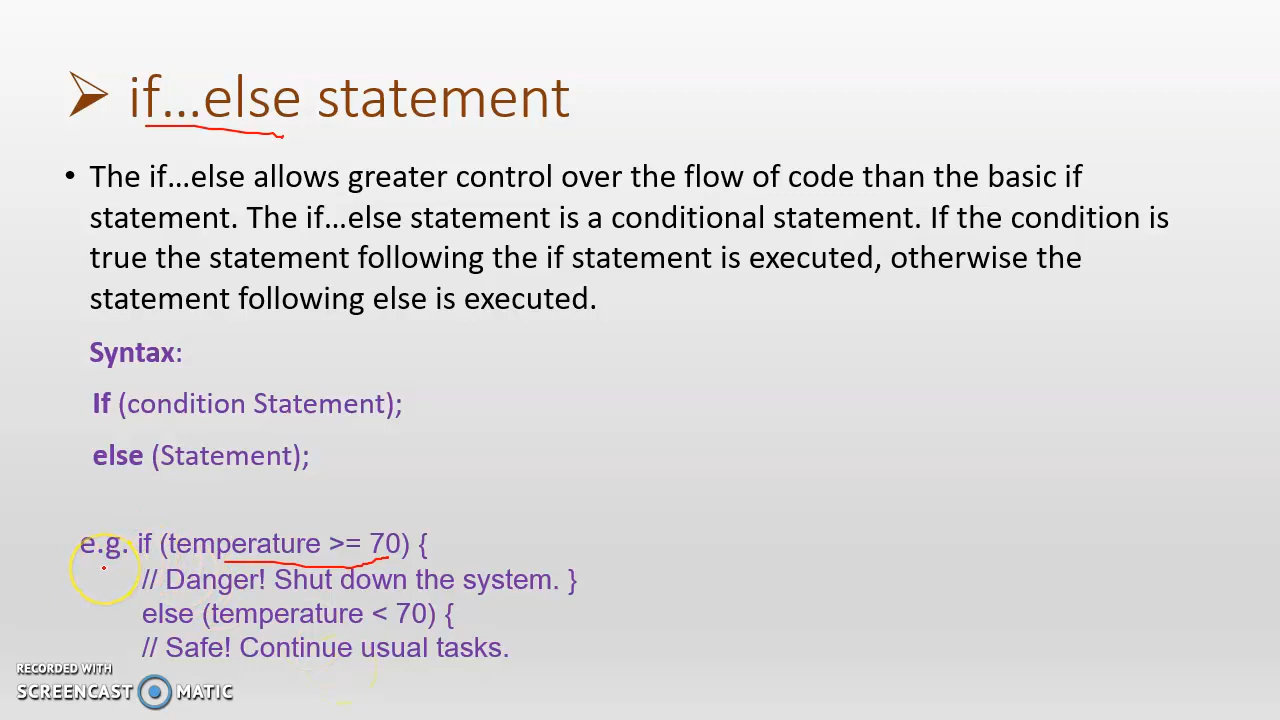 ➢ if…else statement
• The if…else allows greater control over the flow of code than the basic if
statement. The if…else statement is a conditional statement. If the condition is
true the statement following the if statement is executed, otherwise the
statement following else is executed.
Syntax:
If (condition Statement);
else (Statement);
e.g. if (temperature >= 70) {
// Danger! Shut down the system. }
else (temperature < 70) {
// Safe! Continue usual tasks.
RECORDED WITH
SCREENCAST MATIC